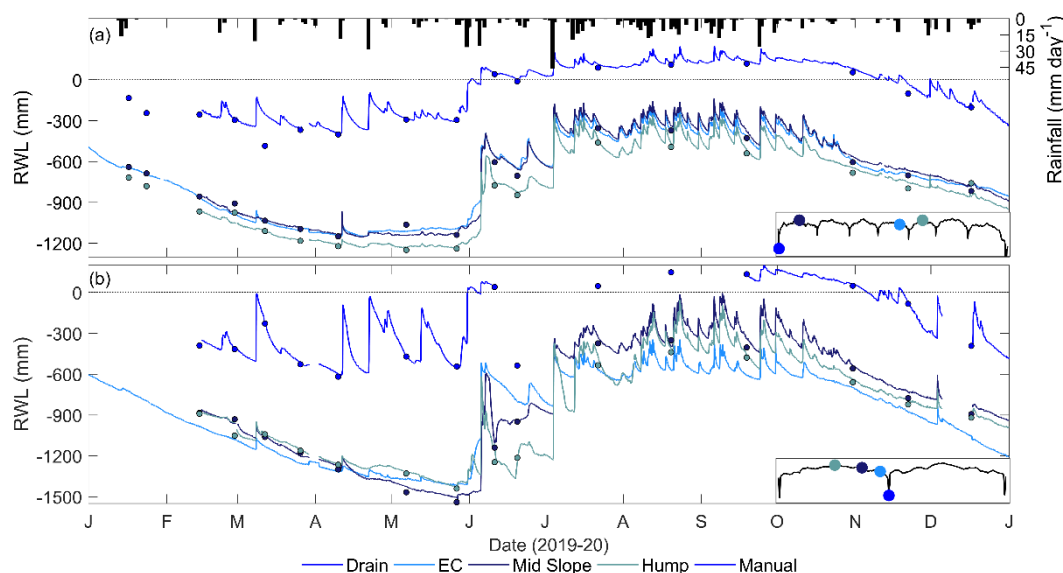 (a)
0
15
30
45
Rainfall (mm day⁻¹)
0
-300
-600
-900
-1200
RWL (mm)
(b)
0
-300
-600
-900
-1200
-1500
RWL (mm)
J F M A M J J A S O N D J
Date (2019-20)
Drain EC Mid Slope Hump Manual